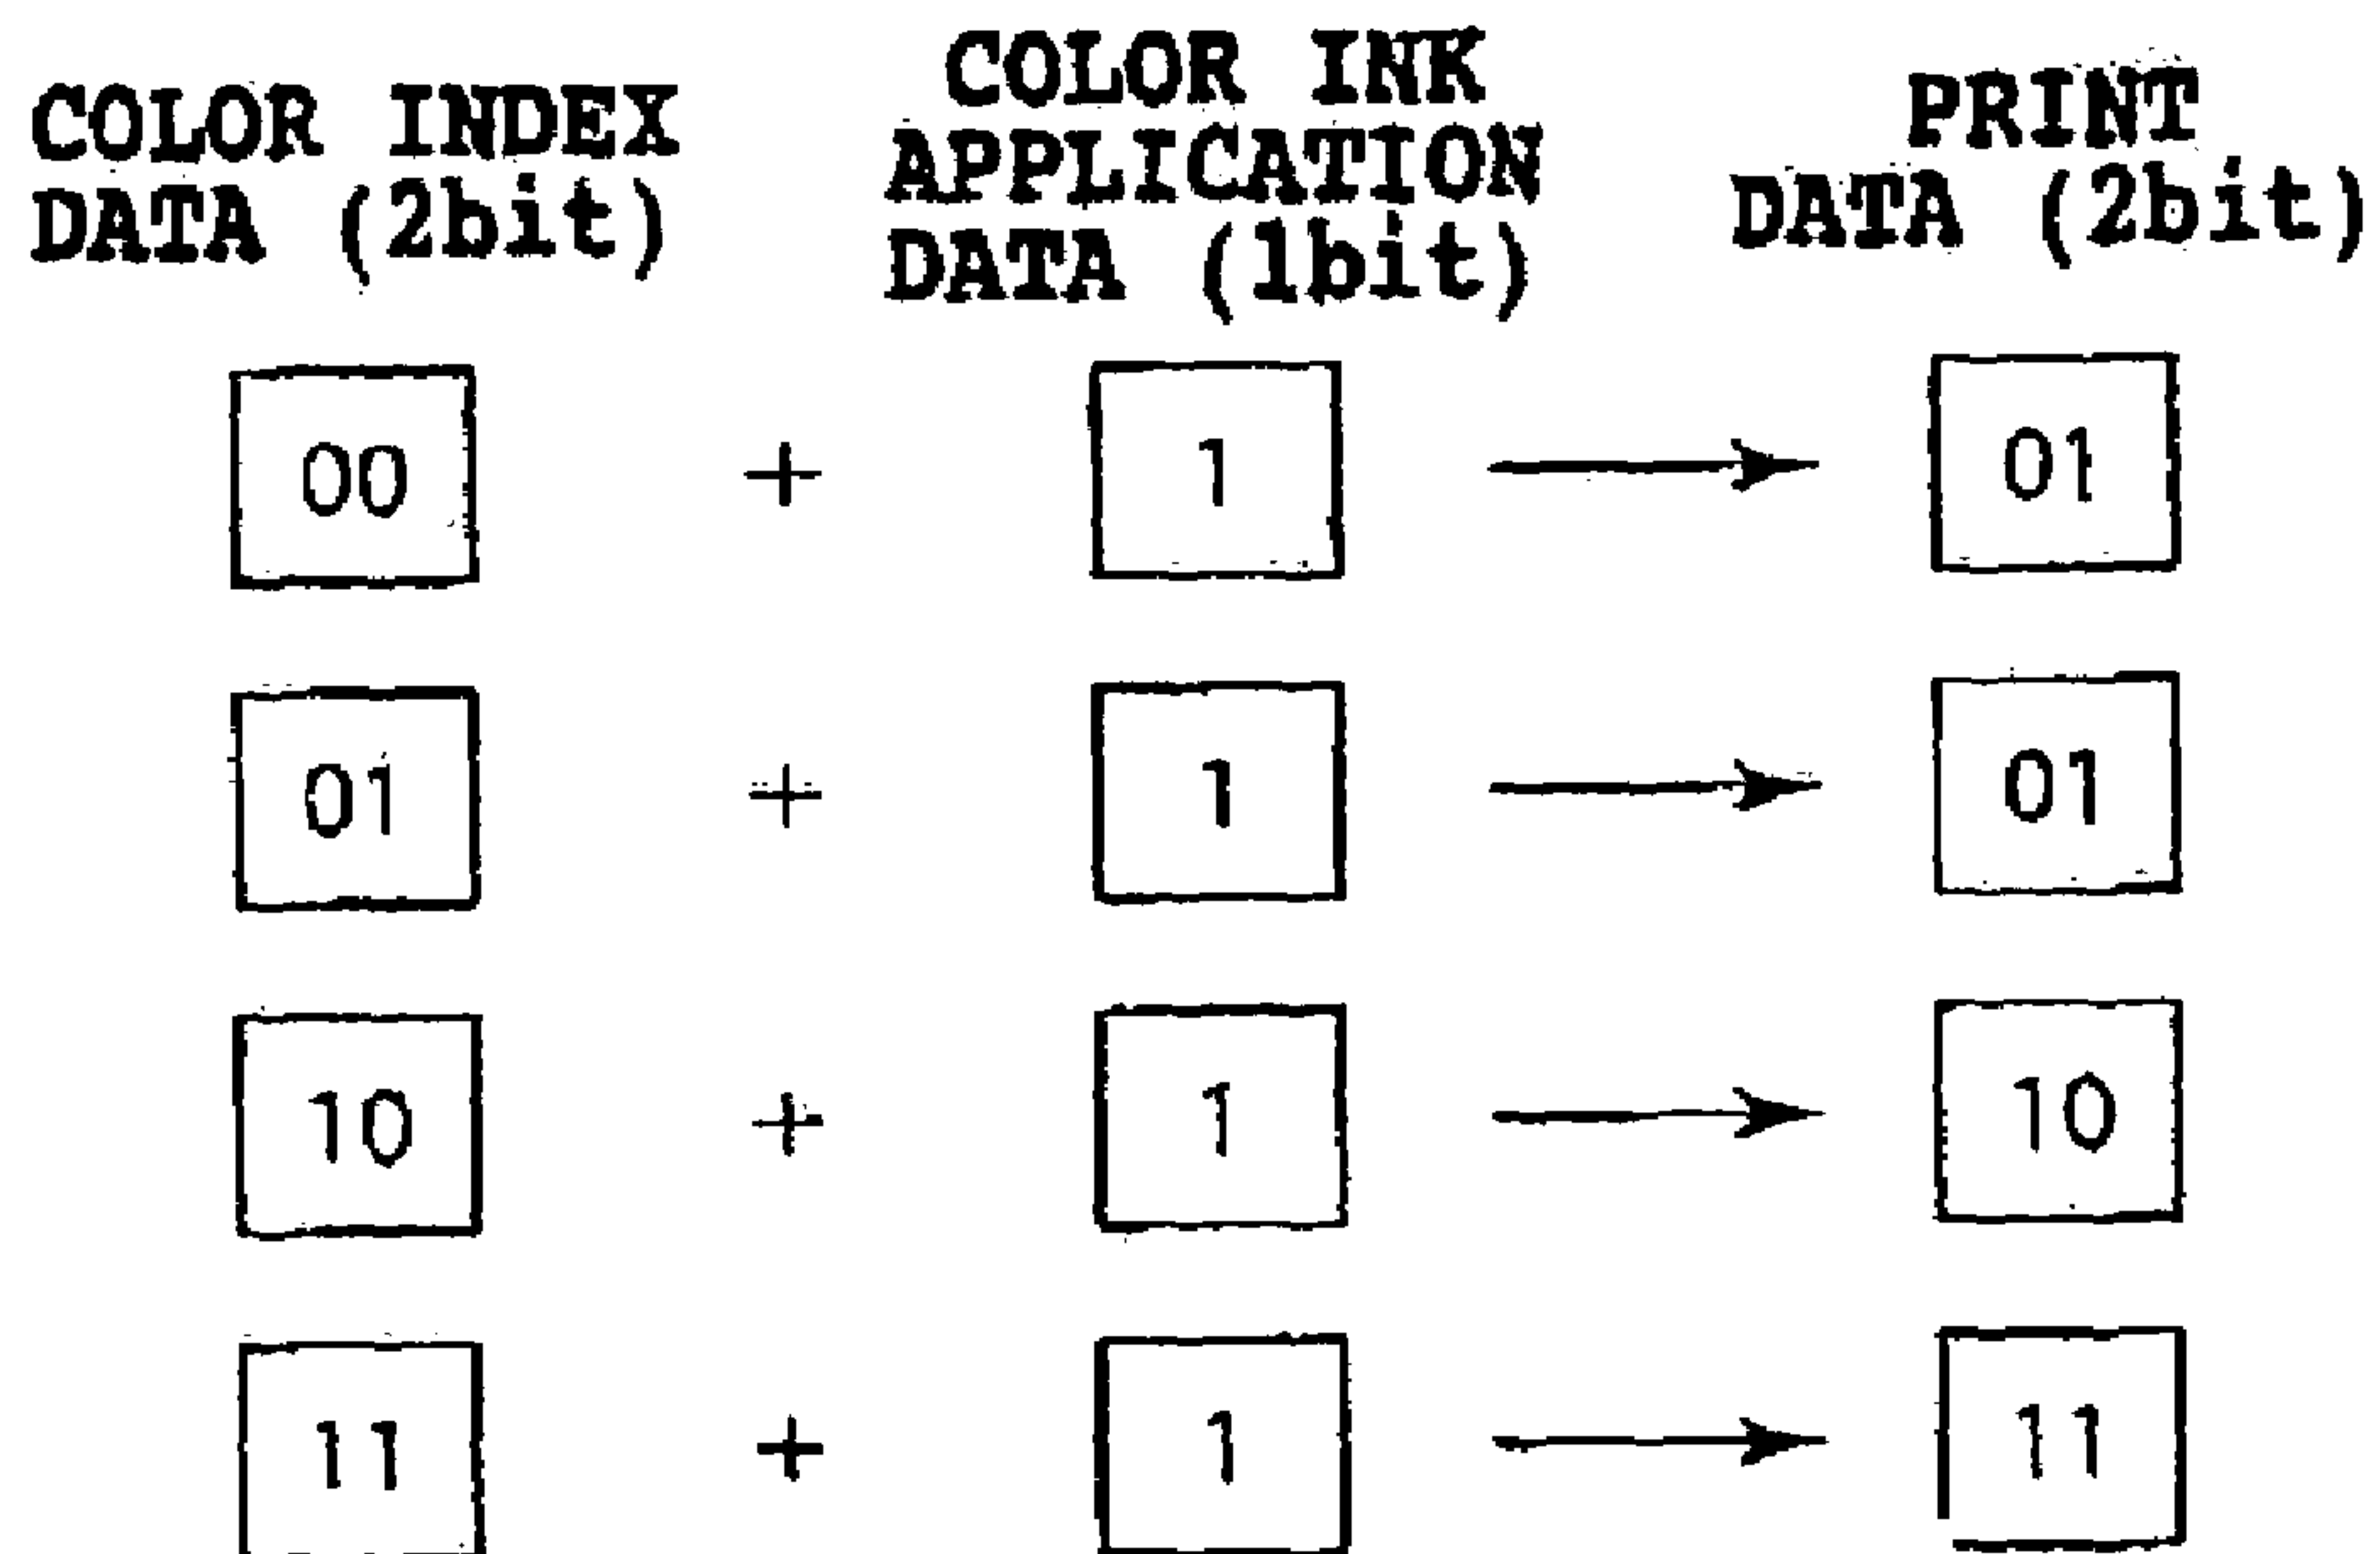 COLOR INDEX
DATA (2bit)
COLOR INK
APPLICATION
DATA (1bit)
PRINT
DATA (2bit)
00 + 1 01
01 + 1 01
10 + 1 10
11 + 1 11